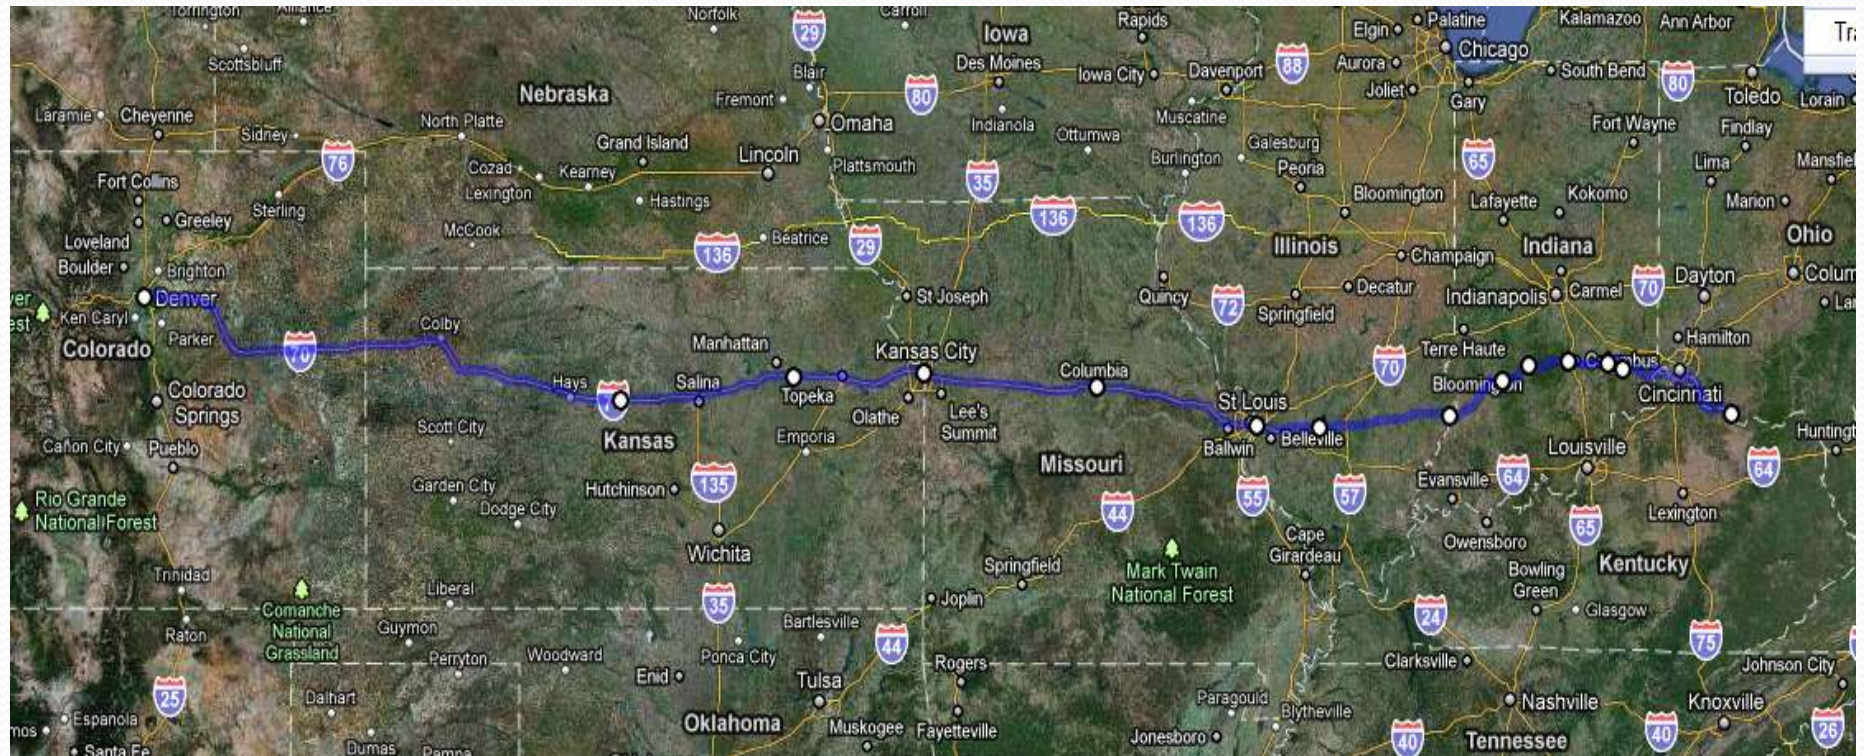 Torrington
Alliance
Norfolk
29
Carroll
Iowa
Rapids
Elgin
Palatine
Kalamazoo
Ann Arbor
Tra
Scottsbluff
Blair
Des Moines
Iowa City
Davenport
88
Aurora
Chicago
South Bend
80
Toledo
Lorain
Laramie
Cheyenne
Nebraska
Fremont
80
Omaha
Indianola
Muscatine
Joliet
Gary
Fort Wayne
Findlay
Sidney
76
North Platte
Grand Island
Lincoln
Plattsmouth
Ottumwa
Burlington
Galesburg
Peoria
65
Lima
Mansfiel
Fort Collins
Cozad
Kearney
Lexington
35
Bloomington
Lafayette
Kokomo
Marion
Greeley
Sterling
Hastings
136
136
Loveland
McCook
136
Beatrice
29
Illinois
Indiana
Ohio
Boulder
Brighton
Champaign
ver
est
Denver
St Joseph
Quincy
72
Springfield
Decatur
Indianapolis
Carmel
70
Dayton
Colum
Lan
Ken Caryl
Parker
Colorado
70
Colby
Manhattan
Kansas City
Columbia
70
Terre Haute
Hamilton
Colorado
Springs
Hays
Salina
Topeka
Olathe
Lee's
Summit
St Louis
Bloomington
Columbus
Cincinnati
Cañon City
Pueblo
Scott City
Kansas
Emporia
Missouri
Ballwin
Belleville
Louisville
Huntingt
Rio Grande
National Forest
Garden City
Dodge City
Hutchinson
135
44
55
57
Evansville
64
64
Wichita
Cape
Girardeau
Owensboro
65
Lexington
Trinidad
Comanche
National
Grassland
Liberal
35
Joplin
Springfield
Mark Twain
National Forest
Bowling
Green
Kentucky
Glasgow
Raton
Guymon
Perryton
Woodward
Bartlesville
44
Ponca City
Rogers
24
Clarksville
75
Johnson City
25
Dalhart
Enid
Tulsa
Paragould
Blytheville
Nashville
Knoxville
Espanola
mos
Santa Fe
Dumas
Pampa
Oklahoma
Muskogee
Fayetteville
Jonesboro
40
Tennessee
40
26